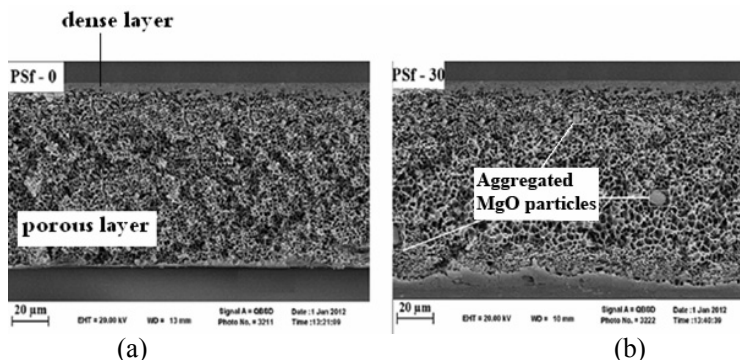 dense layer
PSf - 0
porous layer
20 µm
EHT = 20.00 kV
WD = 13 mm
Signal A = QBSD
Photo No. = 3211
Date :1 Jan 2012
Time :13:21:59
(a)
PSf - 30
Aggregated
MgO particles
20 µm
EHT = 20.00 kV
WD = 10 mm
Signal A = QBSD
Photo No. = 3222
Date :1 Jan 2012
Time :13:40:39
(b)